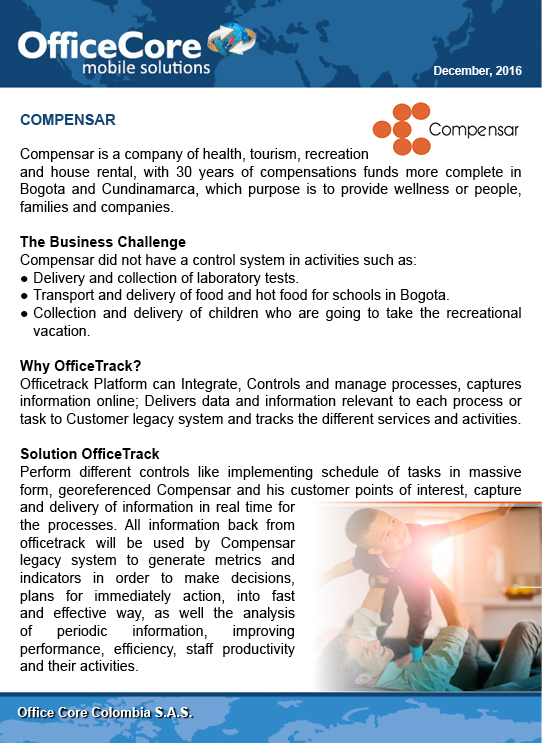 OfficeCore
mobile solutions
December, 2016
COMPENSAR
Compensar
Compensar is a company of health, tourism, recreation
and house rental, with 30 years of compensations funds more complete in
Bogota and Cundinamarca, which purpose is to provide wellness or people,
families and companies.
The Business Challenge
Compensar did not have a control system in activities such as:
● Delivery and collection of laboratory tests.
● Transport and delivery of food and hot food for schools in Bogota.
● Collection and delivery of children who are going to take the recreational
vacation.
Why OfficeTrack?
Officetrack Platform can Integrate, Controls and manage processes, captures
information online; Delivers data and information relevant to each process or
task to Customer legacy system and tracks the different services and activities.
Solution OfficeTrack
Perform different controls like implementing schedule of tasks in massive
form, georeferenced Compensar and his customer points of interest, capture
and delivery of information in real time for
the processes. All information back from
officetrack will be used by Compensar
legacy system to generate metrics and
indicators in order to make decisions,
plans for immediately action, into fast
and effective way, as well the analysis
of periodic information, improving
performance, efficiency, staff productivity
and their activities.
Office Core Colombia S.A.S.